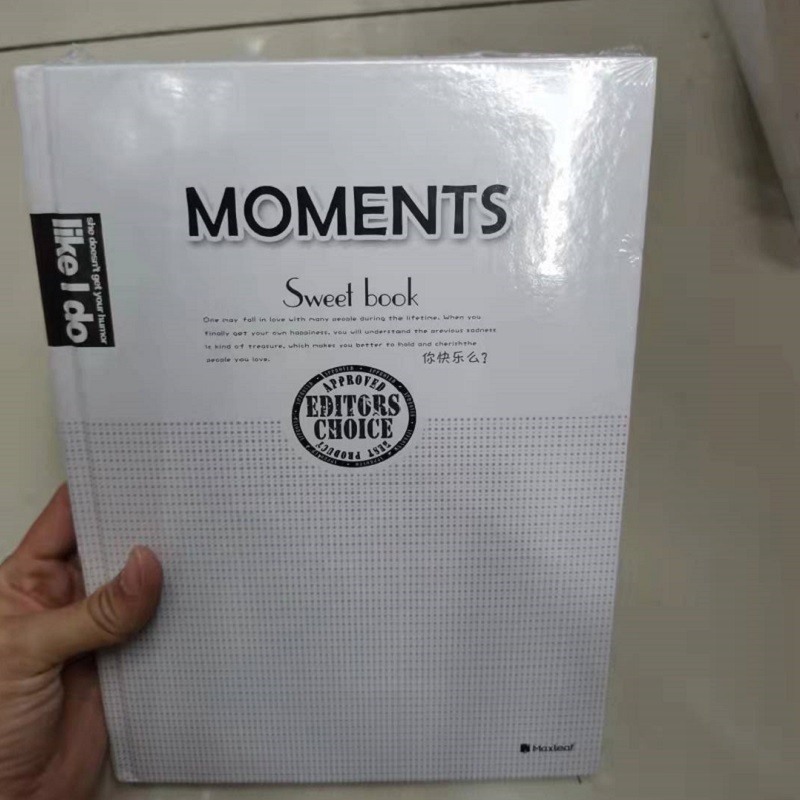 MOMENTS
Sweet book
One may fall in love with many people during the lifetime. When you
finally get your own happiness, you will understand the previous sadness
is kind of treasure, which makes you better to hold and cherishthe
people you love.
你快乐么?
she doesn't get your humor
like I do
APPROVED
EDITORS
CHOICE
BEST PRODUCT
Maxleaf